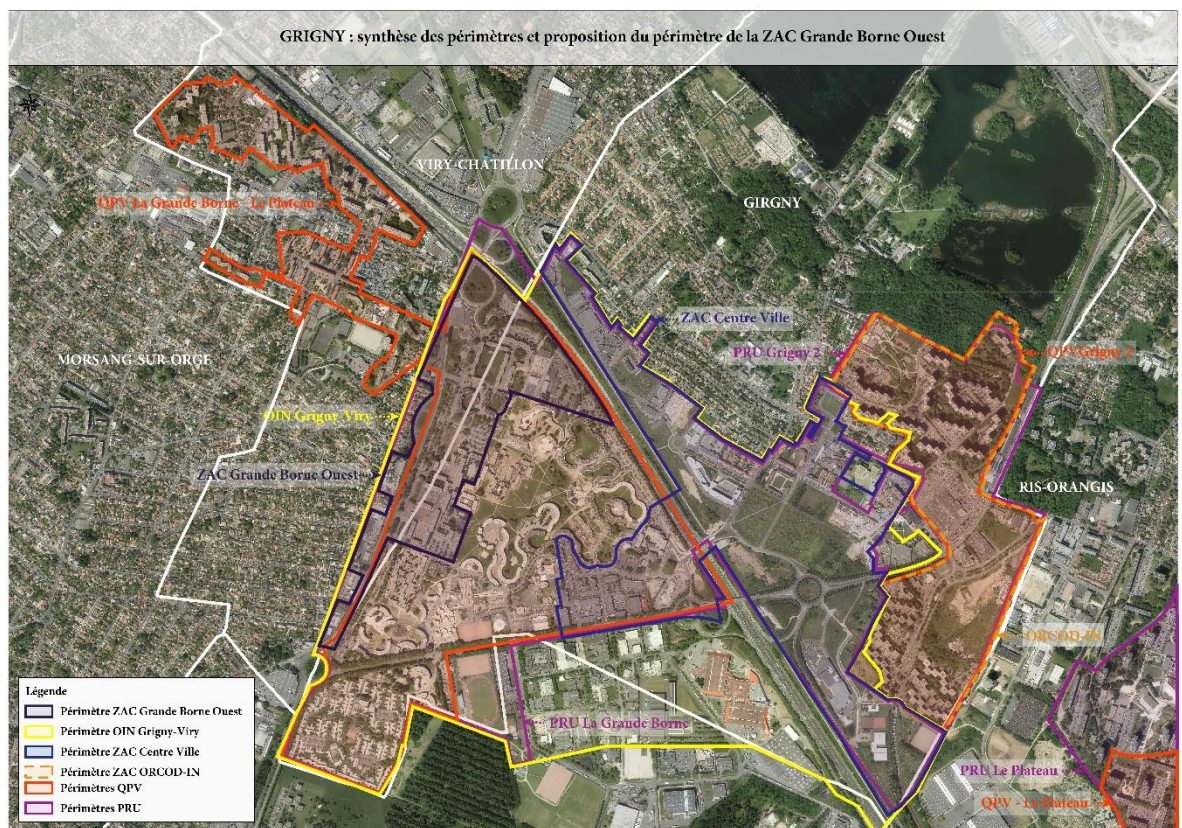 GRIGNY : synthèse des périmètres et proposition du périmètre de la ZAC Grande Borne Ouest
VIRY-CHATILLON
QPV La Grande Borne - Le Plateau
GIRGNY
ZAC Centre Ville
PRU Grigny 2
QPV Grigny 2
MORSANG-SUR-ORGE
OIN Grigny-Viry
ZAC Grande Borne Ouest
RIS-ORANGIS
ORCOD-IN
PRU La Grande Borne
PRU Le Plateau
QPV - Le Plateau
Légende
Périmètre ZAC Grande Borne Ouest
Périmètre OIN Grigny-Viry
Périmètre ZAC Centre Ville
Périmètre ZAC ORCOD-IN
Périmètres QPV
Périmètres PRU